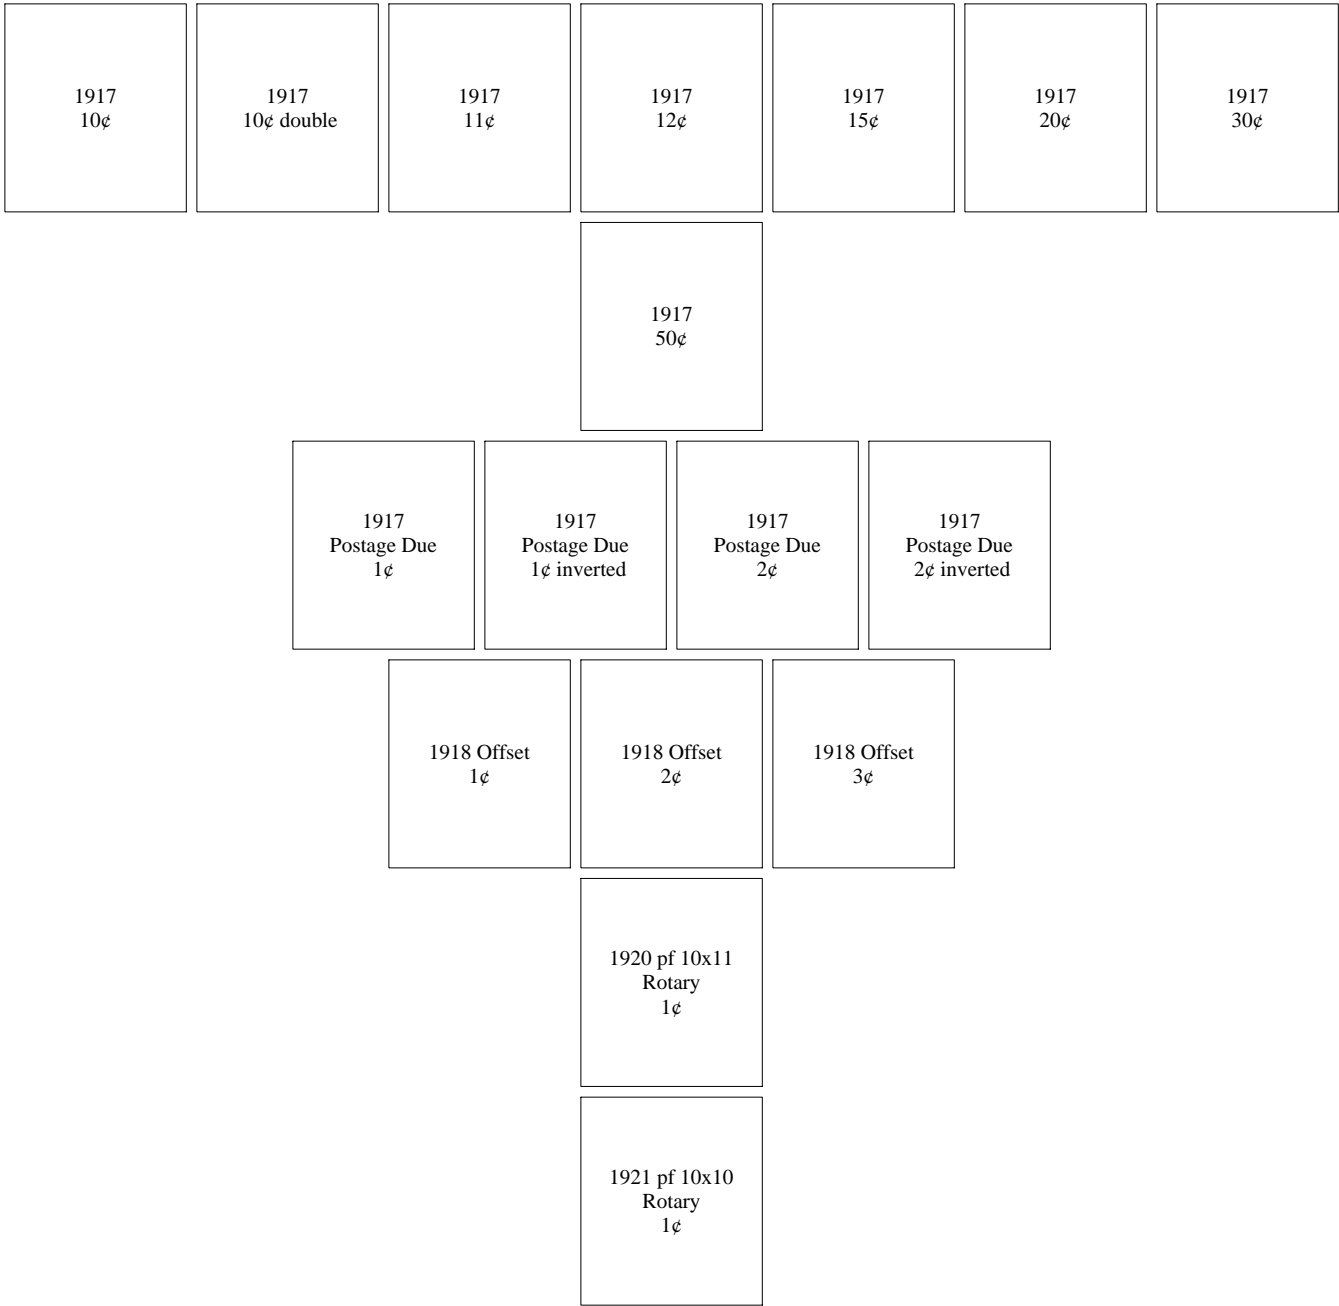 1917
10¢
1917
10¢ double
1917
11¢
1917
12¢
1917
15¢
1917
20¢
1917
30¢
1917
50¢
1917
Postage Due
1¢
1917
Postage Due
1¢ inverted
1917
Postage Due
2¢
1917
Postage Due
2¢ inverted
1918 Offset
1¢
1918 Offset
2¢
1918 Offset
3¢
1920 pf 10x11
Rotary
1¢
1921 pf 10x10
Rotary
1¢